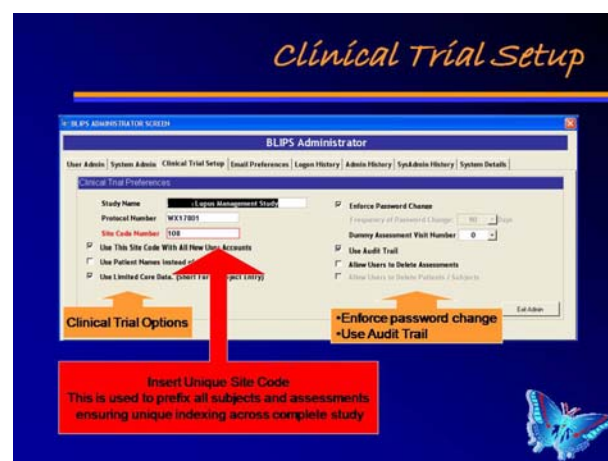 Clinical Trial Setup
BLIPS ADMINISTRATOR SCREEN
BLIPS Administrator
User Admin System Admin Clinical Trial Setup Email Preferences Logon History Admin History SysAdmin History System Details
Clinical Trial Preferences
Study Name : Lupus Management Study
Protocol Number WX17801
Site Code Number 108
Use This Site Code With All New User Accounts
Use Patient Names Instead of
Use Limited Core Data. (Short For Subject Entry)
Enforce Password Change
Frequency of Password Change: 90 Days
Dummy Assessment Visit Number 0
Use Audit Trail
Allow Users to Delete Assessments
Allow Users to Delete Patients / Subjects
Exit Admin
Clinical Trial Options
•Enforce password change
•Use Audit Trail
Insert Unique Site Code
This is used to prefix all subjects and assessments
ensuring unique indexing across complete study